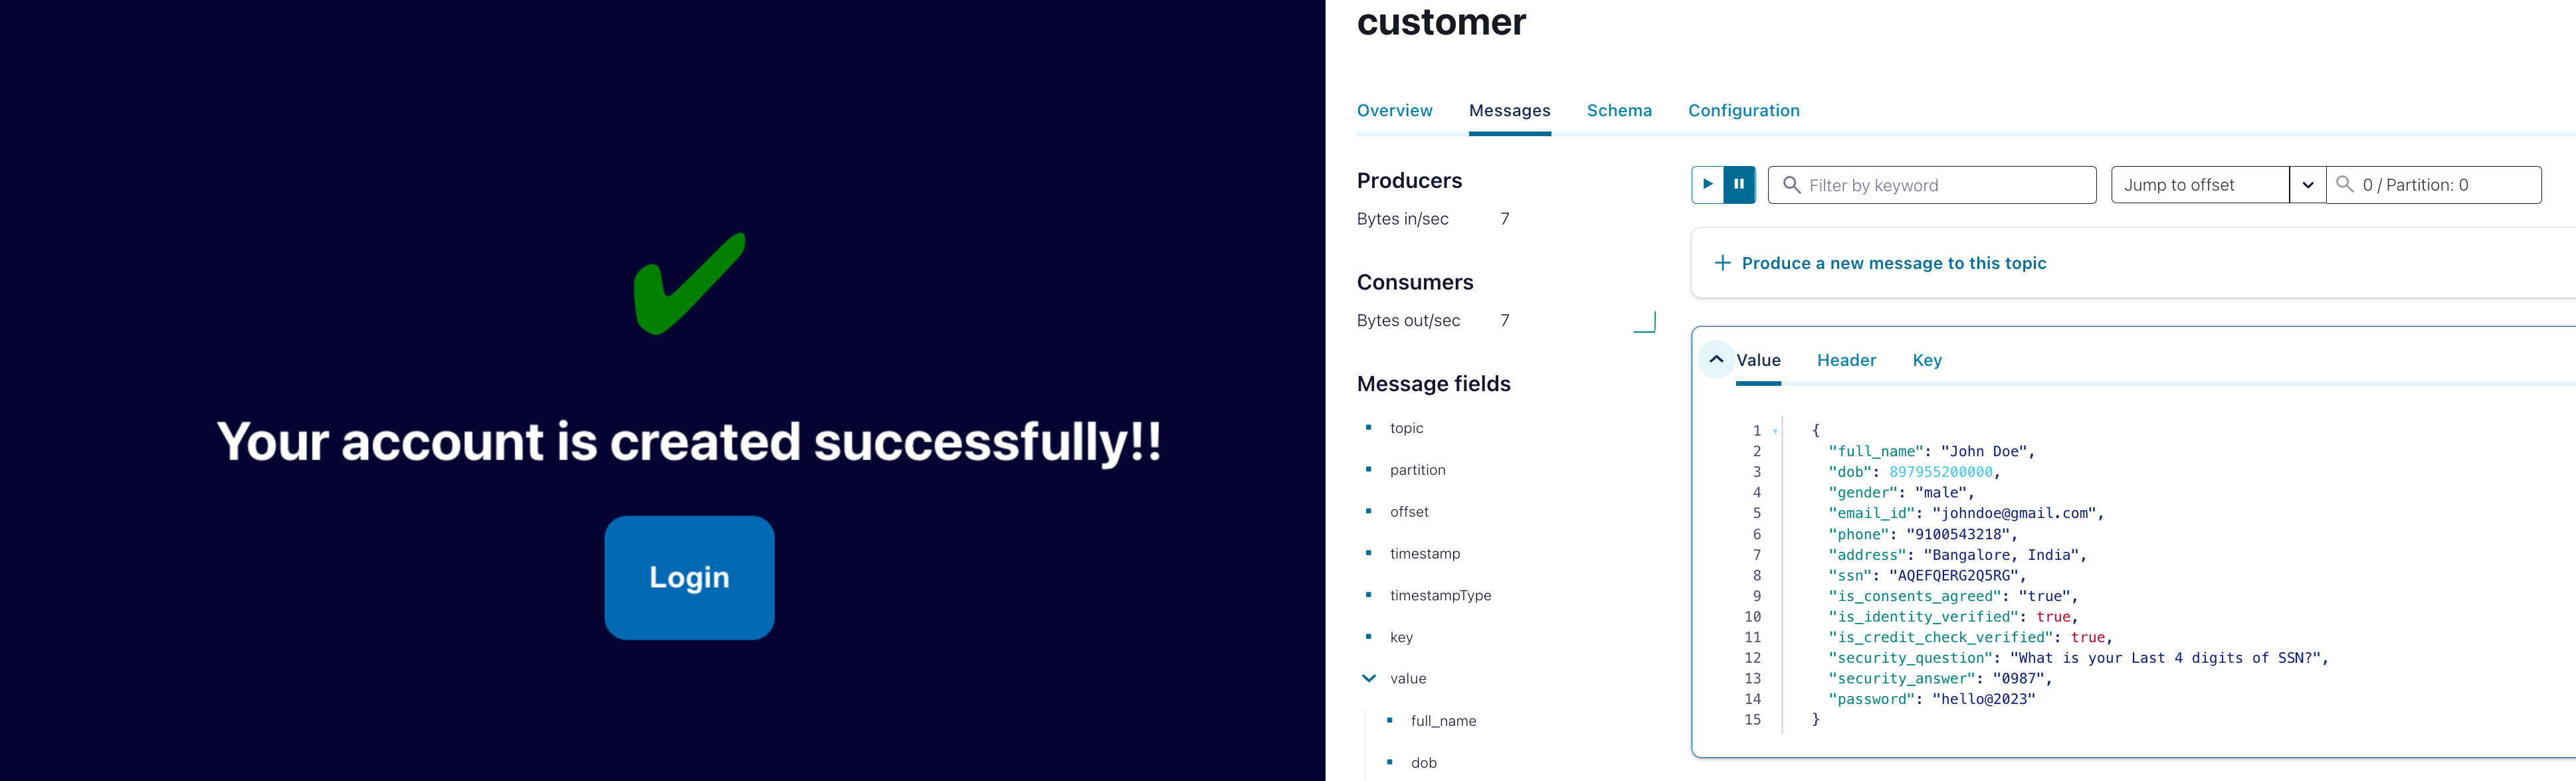 Your account is created successfully!!
Login
customer
Overview Messages Schema Configuration
Producers
Bytes in/sec 7
Consumers
Bytes out/sec 7
Message fields
topic
partition
offset
timestamp
timestampType
key
value
full_name
dob
Filter by keyword
Jump to offset
0 / Partition: 0
+ Produce a new message to this topic
Value Header Key
1 {
2 "full_name": "John Doe",
3 "dob": 897955200000,
4 "gender": "male",
5 "email_id": "johndoe@gmail.com",
6 "phone": "9100543218",
7 "address": "Bangalore, India",
8 "ssn": "AQEFQERG2Q5RG",
9 "is_consents_agreed": "true",
10 "is_identity_verified": true,
11 "is_credit_check_verified": true,
12 "security_question": "What is your Last 4 digits of SSN?",
13 "security_answer": "0987",
14 "password": "hello@2023"
15 }